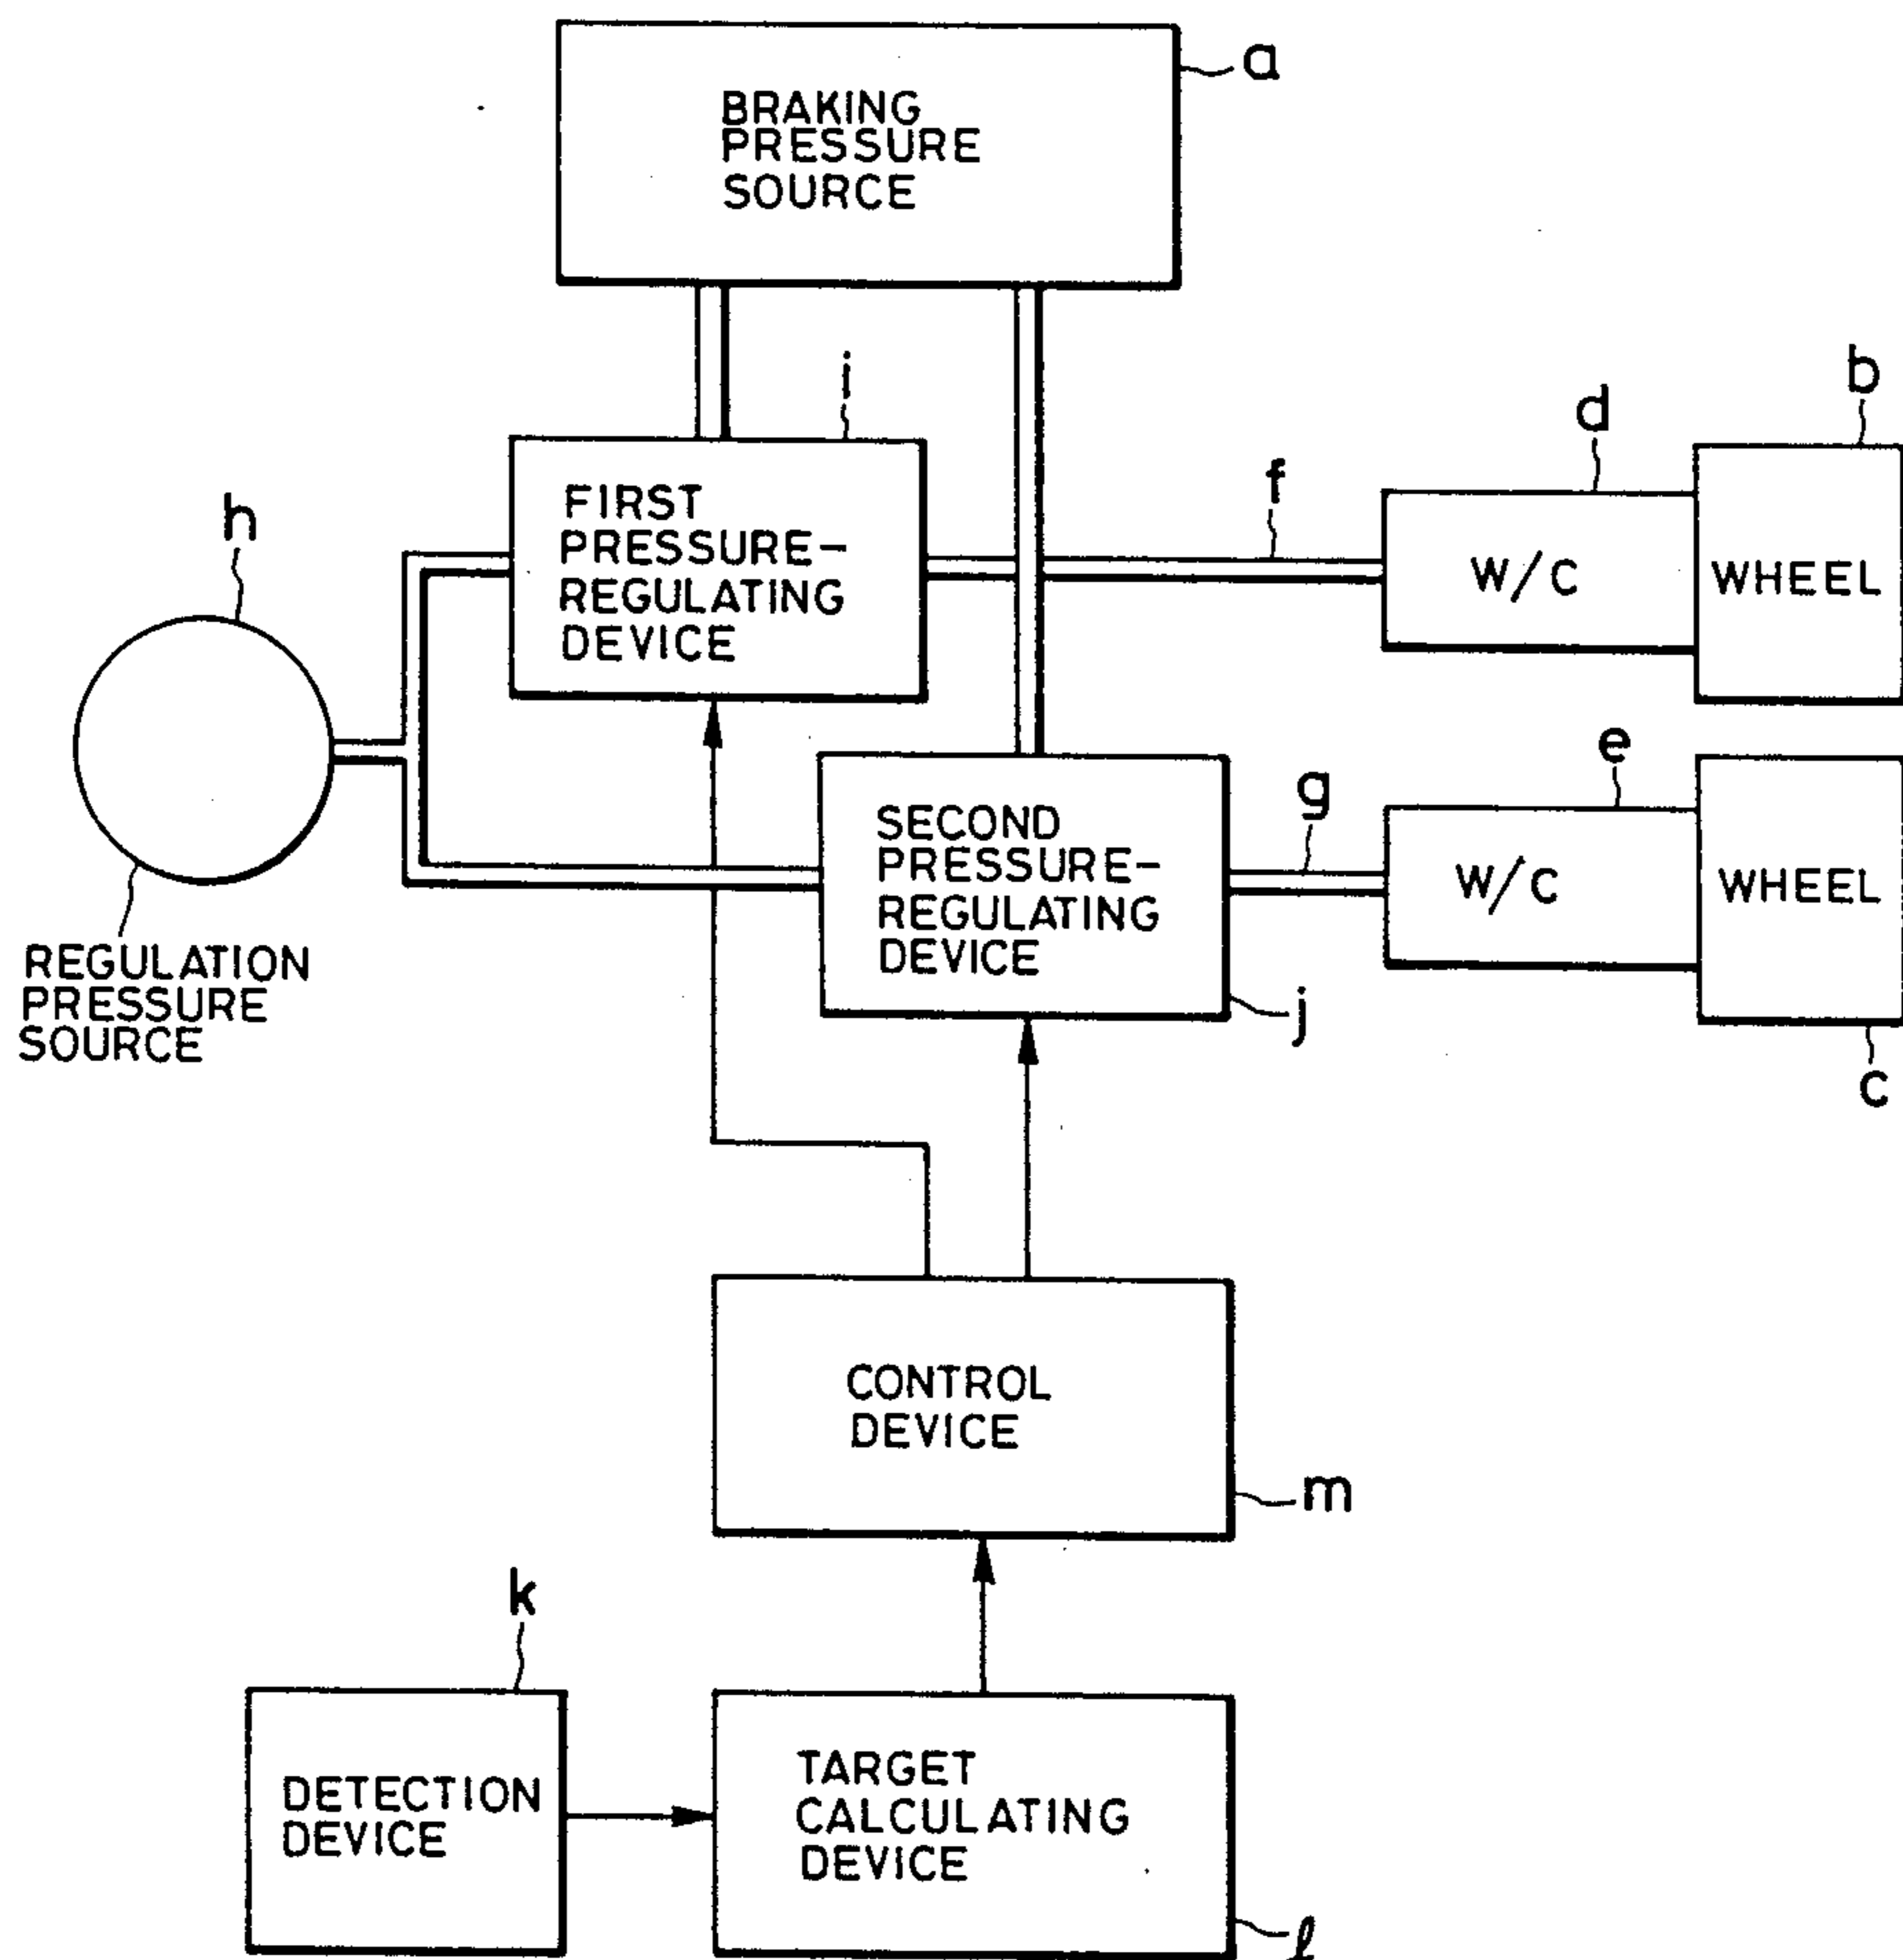 a
BRAKING
PRESSURE
SOURCE
i
b
d
f
h
FIRST
PRESSURE-
REGULATING
DEVICE
W/C
WHEEL
e
g
SECOND
PRESSURE-
REGULATING
DEVICE
W/C
WHEEL
REGULATION
PRESSURE
SOURCE
j
c
CONTROL
DEVICE
m
k
DETECTION
DEVICE
TARGET
CALCULATING
DEVICE
ℓ